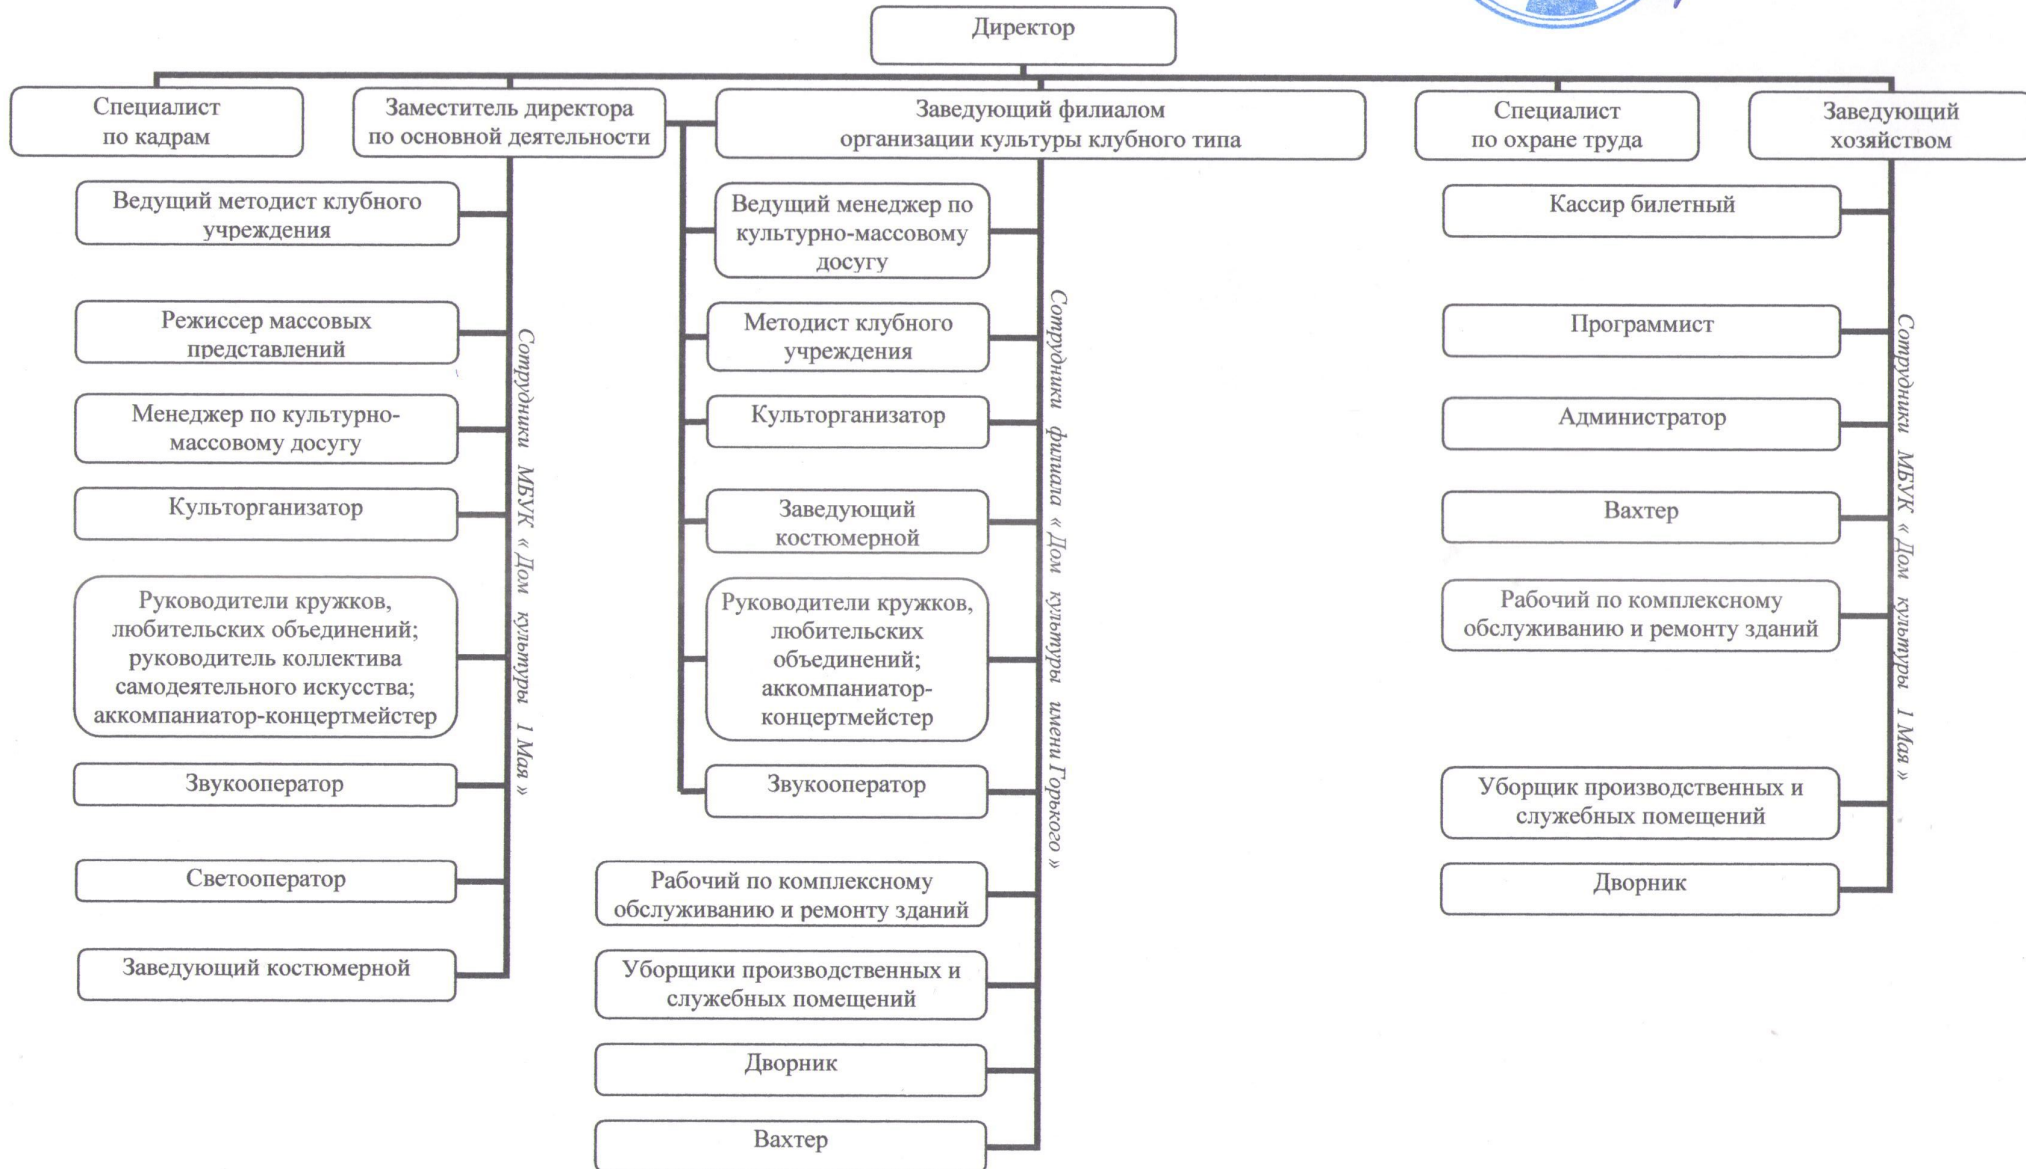 Директор
Специалист
по кадрам
Заместитель директора
по основной деятельности
Заведующий филиалом
организации культуры клубного типа
Специалист
по охране труда
Заведующий
хозяйством
Ведущий методист клубного
учреждения
Режиссер массовых
представлений
Менеджер по культурно-
массовому досугу
Культорганизатор
Руководители кружков,
любительских объединений;
руководитель коллектива
самодеятельного искусства;
аккомпаниатор-концертмейстер
Звукооператор
Светооператор
Заведующий костюмерной
Сотрудники МБУК « Дом культуры 1 Мая »
Ведущий менеджер по
культурно-массовому
досугу
Методист клубного
учреждения
Культорганизатор
Заведующий
костюмерной
Руководители кружков,
любительских
объединений;
аккомпаниатор-
концертмейстер
Звукооператор
Рабочий по комплексному
обслуживанию и ремонту зданий
Уборщики производственных и
служебных помещений
Дворник
Вахтер
Сотрудники филиала « Дом культуры имени Горького »
Кассир билетный
Программист
Администратор
Вахтер
Рабочий по комплексному
обслуживанию и ремонту зданий
Уборщик производственных и
служебных помещений
Дворник
Сотрудники МБУК « Дом культуры 1 Мая »